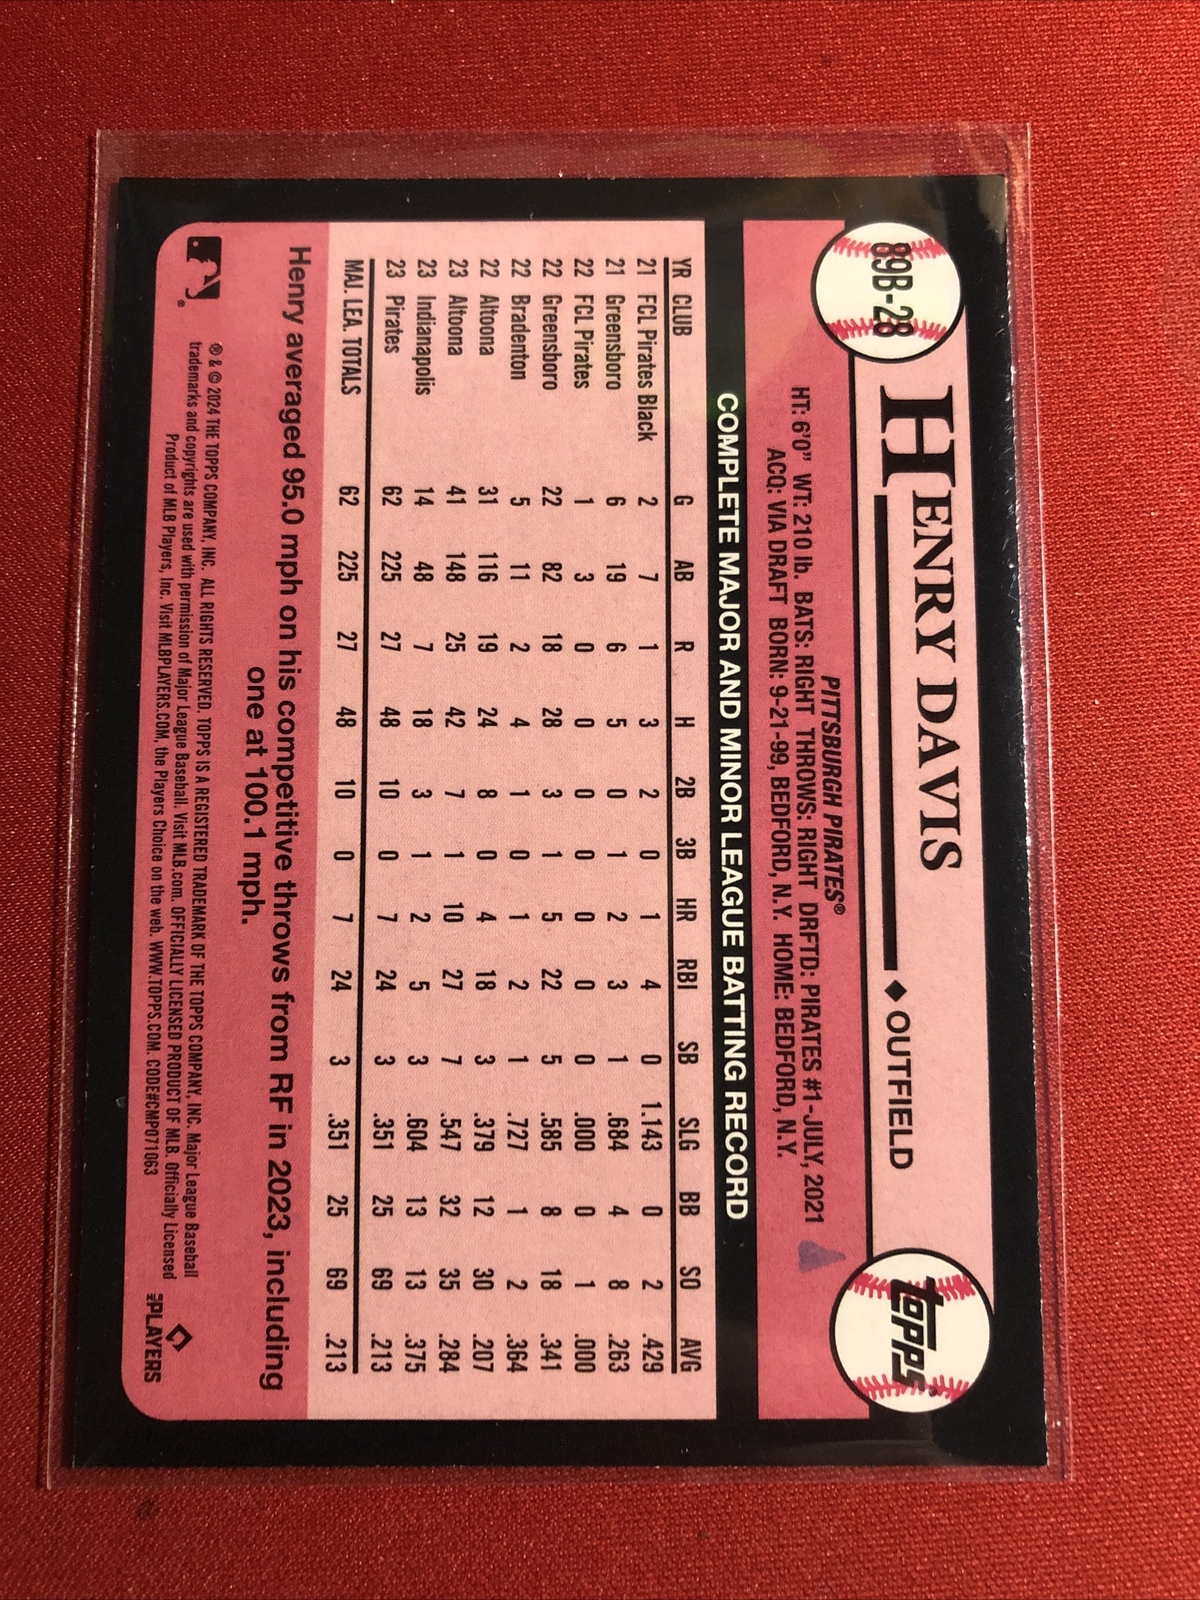 89B-28
HENRY DAVIS
◆ OUTFIELD
topps®
PITTSBURGH PIRATES®
HT: 6'0" WT: 210 lb. BATS: RIGHT THROWS: RIGHT DRFTD: PIRATES #1-JULY, 2021
ACQ: VIA DRAFT BORN: 9-21-99, BEDFORD, N.Y. HOME: BEDFORD, N.Y.
COMPLETE MAJOR AND MINOR LEAGUE BATTING RECORD
YR CLUB G AB R H 2B 3B HR RBI SB SLG BB SO AVG
21 FCL Pirates Black 2 7 1 3 2 0 1 4 0 1.143 0 2 .429
21 Greensboro 6 19 6 5 0 1 2 3 1 .684 4 8 .263
22 FCL Pirates 1 3 0 0 0 0 0 0 0 .000 0 1 .000
22 Greensboro 22 82 18 28 3 1 5 22 5 .585 8 18 .341
22 Bradenton 5 11 2 4 1 0 1 2 1 .727 1 2 .364
22 Altoona 31 116 19 24 8 0 4 18 3 .379 12 30 .207
23 Altoona 41 148 25 42 7 1 10 27 7 .547 32 35 .284
23 Indianapolis 14 48 7 18 3 1 2 5 3 .604 13 13 .375
23 Pirates 62 225 27 48 10 0 7 24 3 .351 25 69 .213
MAJ. LEA. TOTALS 62 225 27 48 10 0 7 24 3 .351 25 69 .213
Henry averaged 95.0 mph on his competitive throws from RF in 2023, including
one at 100.1 mph.
® & © 2024 THE TOPPS COMPANY, INC. ALL RIGHTS RESERVED. TOPPS IS A REGISTERED TRADEMARK OF THE TOPPS COMPANY, INC. Major League Baseball
trademarks and copyrights are used with permission of Major League Baseball. Visit MLB.com. OFFICIALLY LICENSED PRODUCT OF MLB. Officially Licensed
Product of MLB Players, Inc. Visit MLBPLAYERS.COM, the Players Choice on the web. WWW.TOPPS.COM. CODE#CMP071063
MLB PLAYERS